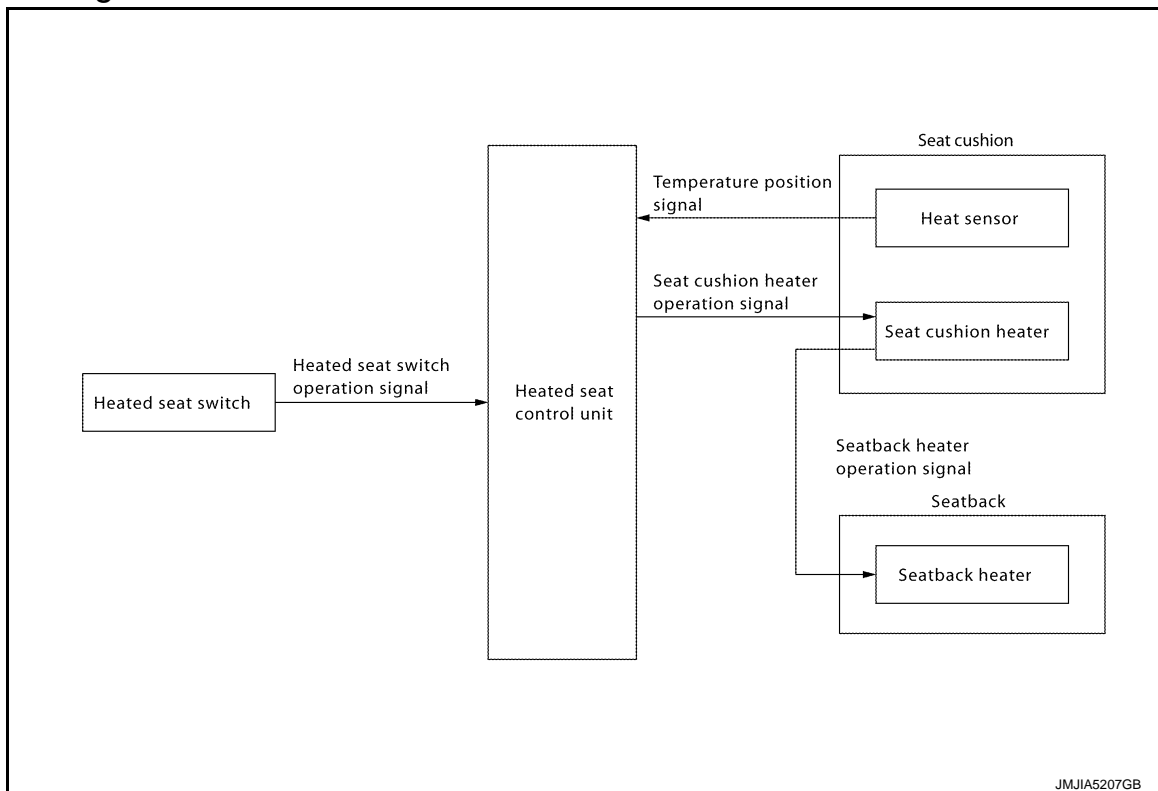 Seat cushion
Temperature position
signal
Heat sensor
Seat cushion heater
operation signal
Seat cushion heater
Heated seat switch
operation signal
Heated seat switch
Heated seat
control unit
Seatback heater
operation signal
Seatback
Seatback heater
JMJIA5207GB